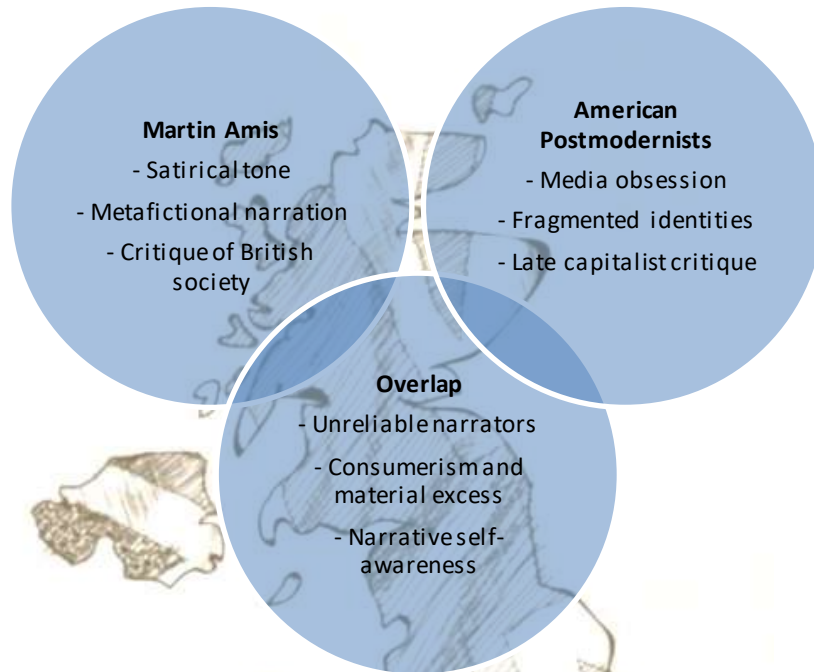 Martin Amis
- Satirical tone
- Metafictional narration
- Critique of British
society
American
Postmodernists
- Media obsession
- Fragmented identities
- Late capitalist critique
Overlap
- Unreliable narrators
- Consumerism and
material excess
- Narrative self-
awareness